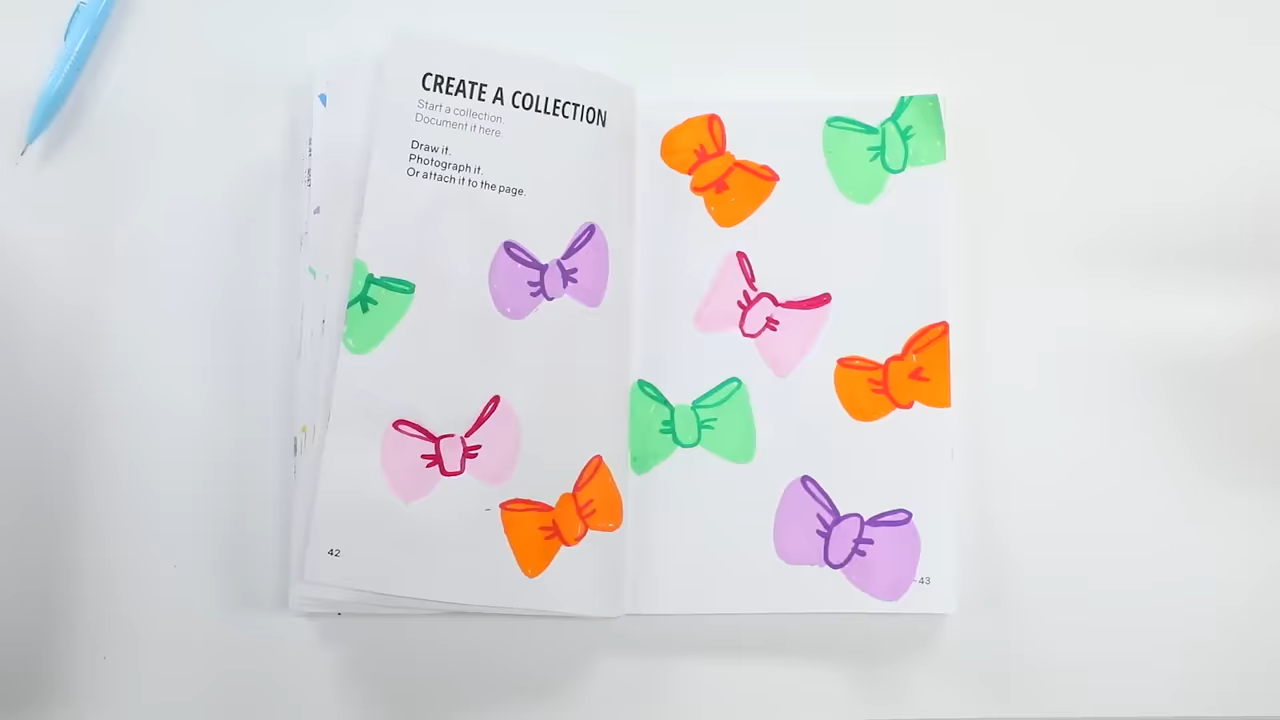 CREATE A COLLECTION
Start a collection.
Document it here.
Draw it.
Photograph it.
Or attach it to the page.
42
43